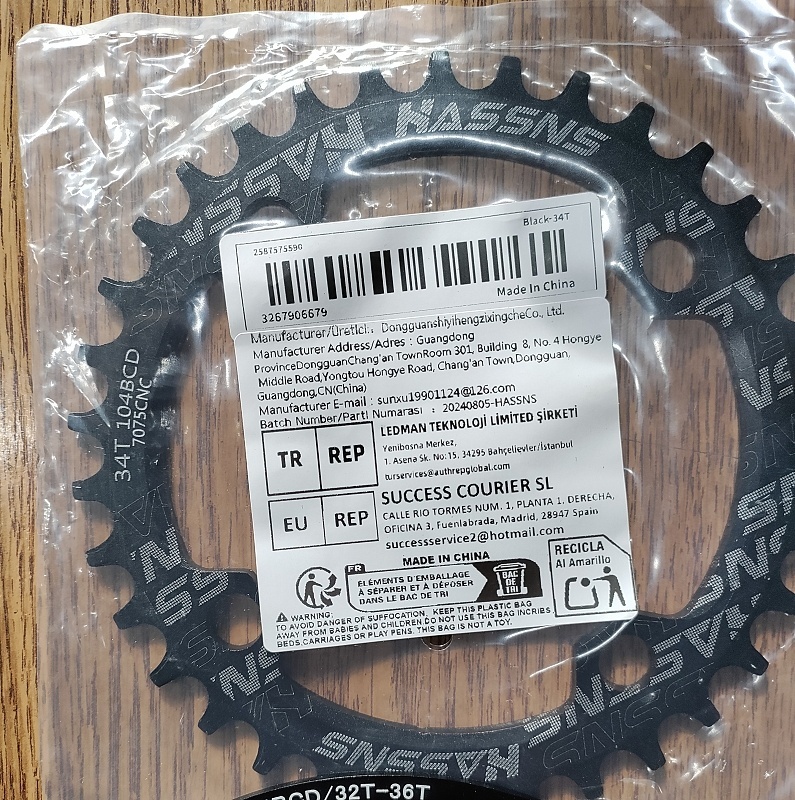 HASSNS
HASSNS
34T 104BCD
7075CNC
2587575590
Black-34T
3267906679
Made In China
Manufacturer/Üretici: DongguanshiyihengzixingcheCo., Ltd.
Manufacturer Address/Adres : Guangdong
ProvinceDongguanChang'an TownRoom 301, Building 8, No. 4 Hongye
Middle Road,Yongtou Hongye Road, Chang'an Town,Dongguan,
Guangdong,CN(China)
Manufacturer E-mail : sunxu19901124@126.com
Batch Number/Parti Numarası : 20240805-HASSNS
TR REP
LEDMAN TEKNOLOJİ LİMİTED ŞİRKETİ
Yenibosna Merkez,
1. Asena Sk. No:15, 34295 Bahçelievler/İstanbul
turservices@authrepglobal.com
EU REP
SUCCESS COURIER SL
CALLE RIO TORMES NUM. 1, PLANTA 1, DERECHA,
OFICINA 3, Fuenlabrada, Madrid, 28947 Spain
successservice2@hotmail.com
MADE IN CHINA
FR
ÉLÉMENTS D'EMBALLAGE
À SÉPARER ET À DÉPOSER
DANS LE BAC DE TRI
BAC
DE
TRI
RECICLA
Al Amarillo
WARNING:
TO AVOID DANGER OF SUFFOCATION, KEEP THIS PLASTIC BAG
AWAY FROM BABIES AND CHILDREN.DO NOT USE THIS BAG INCRIBS,
BEDS,CARRIAGES OR PLAY PENS. THIS BAG IS NOT A TOY.
HASSNS
BCD/32T-36T